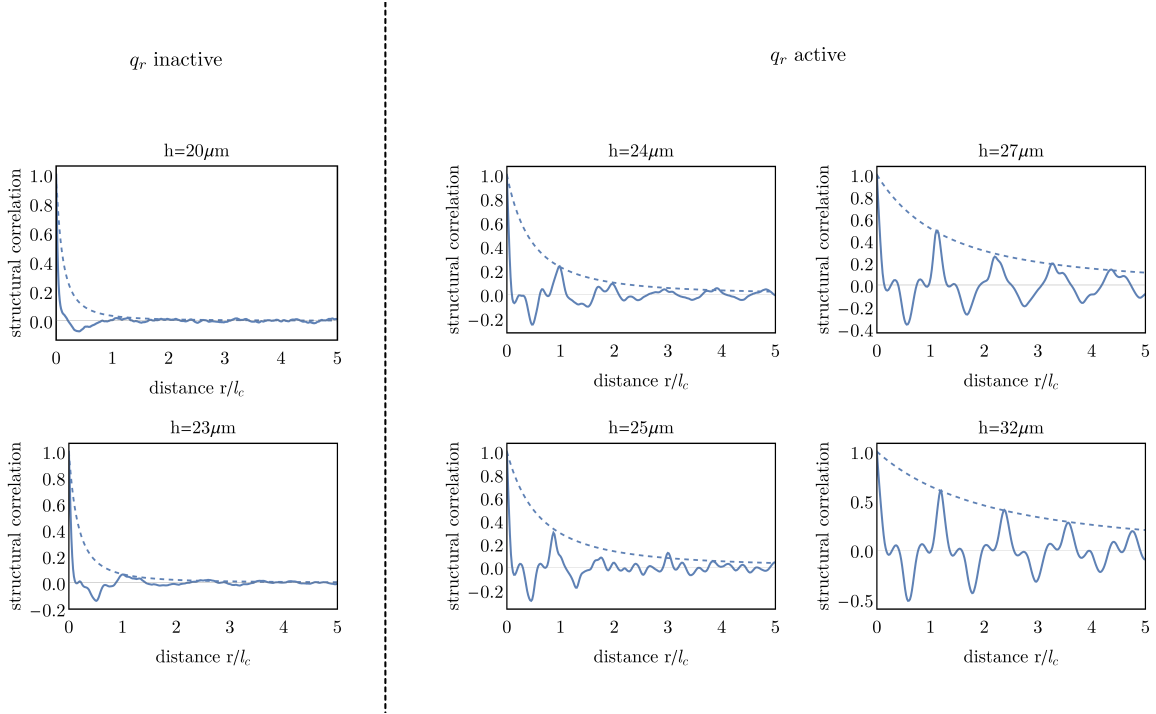 q_r inactive
q_r active
h=20μm
structural correlation
1.0
0.8
0.6
0.4
0.2
0.0
0 1 2 3 4 5
distance r/l_c
h=24μm
structural correlation
1.0
0.8
0.6
0.4
0.2
0.0
−0.2
0 1 2 3 4 5
distance r/l_c
h=27μm
structural correlation
1.0
0.8
0.6
0.4
0.2
0.0
−0.2
−0.4
0 1 2 3 4 5
distance r/l_c
h=23μm
structural correlation
1.0
0.8
0.6
0.4
0.2
0.0
−0.2
0 1 2 3 4 5
distance r/l_c
h=25μm
structural correlation
1.0
0.8
0.6
0.4
0.2
0.0
−0.2
0 1 2 3 4 5
distance r/l_c
h=32μm
structural correlation
1.0
0.5
0.0
−0.5
0 1 2 3 4 5
distance r/l_c